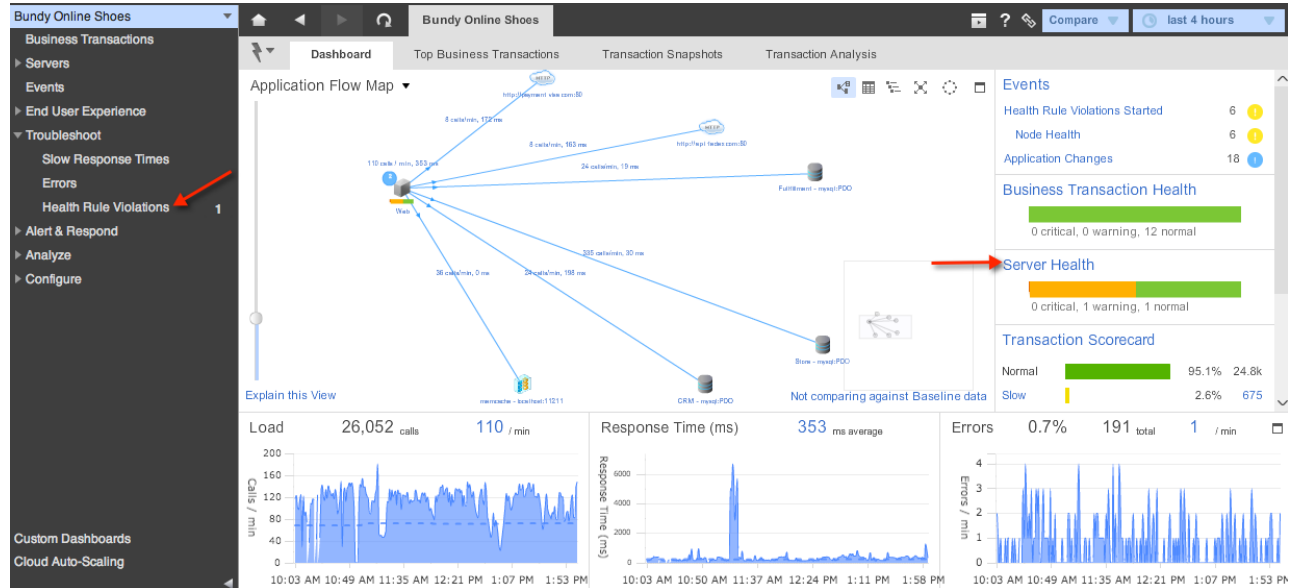 Bundy Online Shoes
Business Transactions
Servers
Events
End User Experience
Troubleshoot
Slow Response Times
Errors
Health Rule Violations 1
Alert & Respond
Analyze
Configure
Custom Dashboards
Cloud Auto-Scaling
Bundy Online Shoes
? Compare last 4 hours
Dashboard Top Business Transactions Transaction Snapshots Transaction Analysis
Application Flow Map
8 calls/min, 172 ms
8 calls/min, 163 ms
http://api.fedex.com:80
110 calls / min, 353 ms
24 calls/min, 19 ms
Fulfillment - mysql:PDO
2
Web
335 calls/min, 30 ms
36 calls/min, 0 ms
24 calls/min, 198 ms
Store - mysql:PDO
memcache - localhost:11211
CRM - mysql:PDO
Explain this View
Not comparing against Baseline data
Events
Health Rule Violations Started 6 !
Node Health 6 !
Application Changes 18
Business Transaction Health
0 critical, 0 warning, 12 normal
Server Health
0 critical, 1 warning, 1 normal
Transaction Scorecard
Normal 95.1% 24.8k
Slow 2.6% 675
Load 26,052 calls 110 / min
Calls / min
200
160
120
80
40
0
10:03 AM 10:49 AM 11:35 AM 12:21 PM 1:07 PM 1:53 PM
Response Time (ms) 353 ms average
Response Time (ms)
6000
4000
2000
0
10:03 AM 10:50 AM 11:37 AM 12:24 PM 1:11 PM 1:58 PM
Errors 0.7% 191 total 1 / min
Errors / min
4
3
2
1
0
10:03 AM 10:49 AM 11:35 AM 12:21 PM 1:07 PM 1:53 P